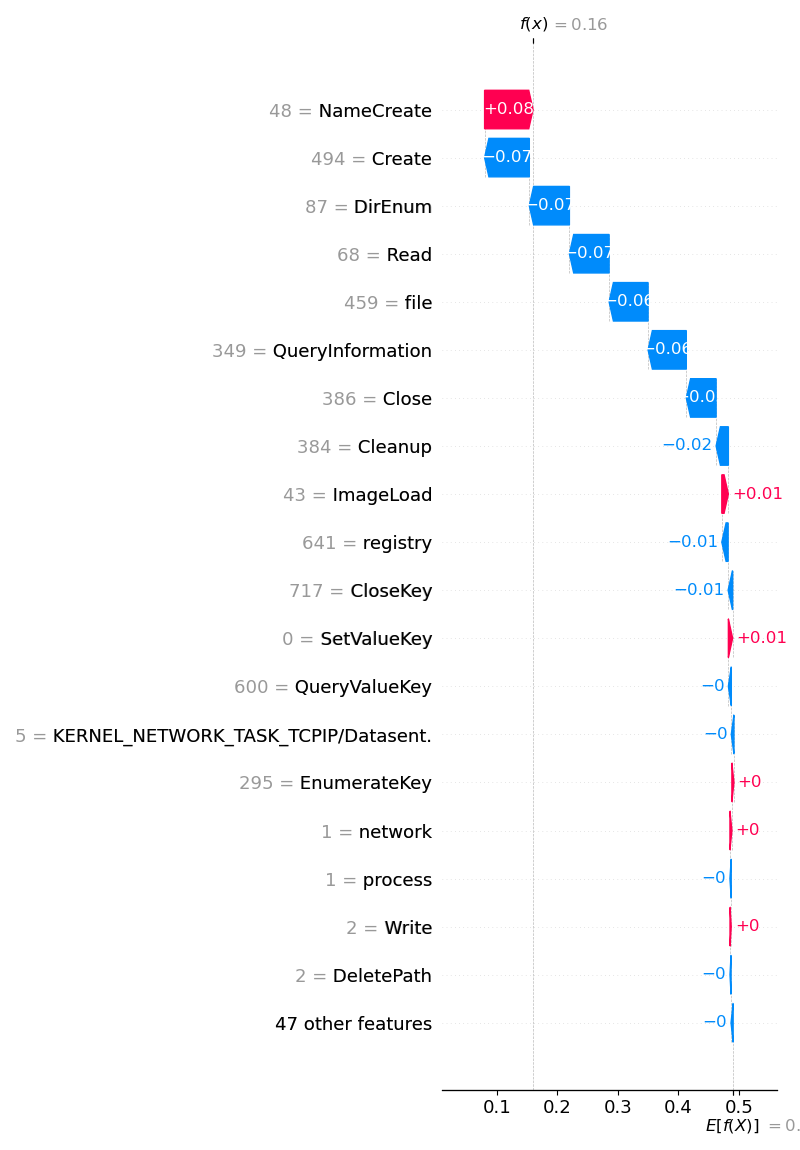 f(x) = 0.16
48 = NameCreate +0.08
494 = Create −0.07
87 = DirEnum −0.07
68 = Read −0.07
459 = file −0.06
349 = QueryInformation −0.06
386 = Close −0.0
384 = Cleanup −0.02
43 = ImageLoad +0.01
641 = registry −0.01
717 = CloseKey −0.01
0 = SetValueKey +0.01
600 = QueryValueKey −0
5 = KERNEL_NETWORK_TASK_TCPIP/Datasent. −0
295 = EnumerateKey +0
1 = network +0
1 = process −0
2 = Write +0
2 = DeletePath −0
47 other features −0
0.1 0.2 0.3 0.4 0.5
E[f(X)] = 0.